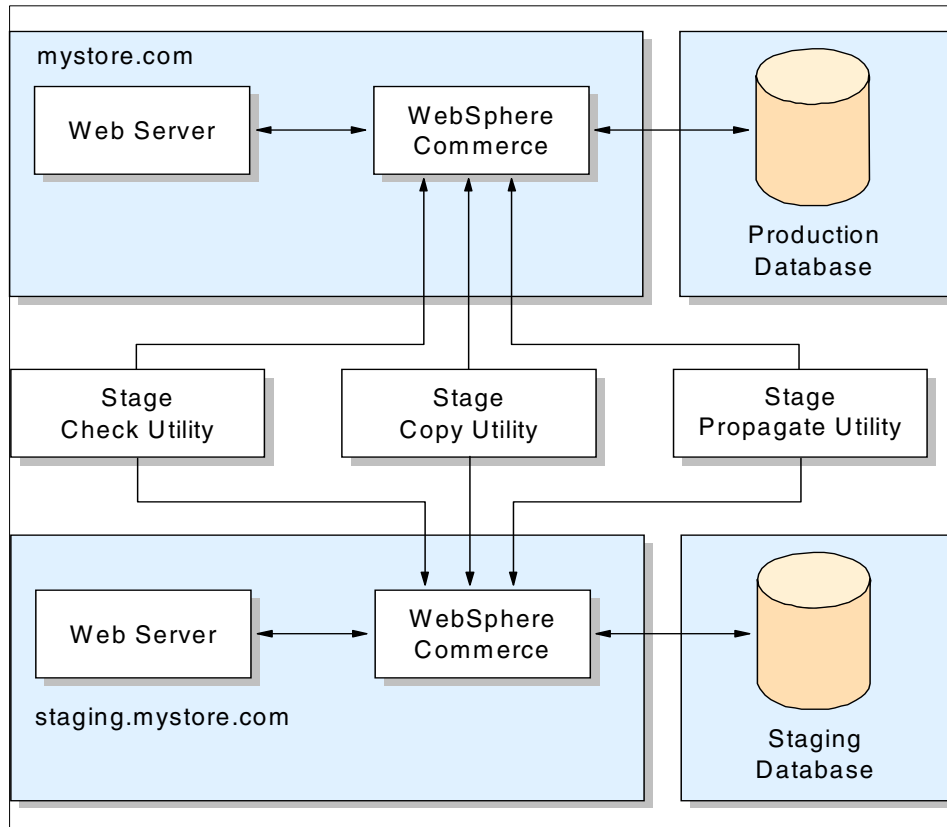 mystore.com
Web Server
WebSphere
Commerce
Production
Database
Stage
Check Utility
Stage
Copy Utility
Stage
Propagate Utility
Web Server
WebSphere
Commerce
staging.mystore.com
Staging
Database